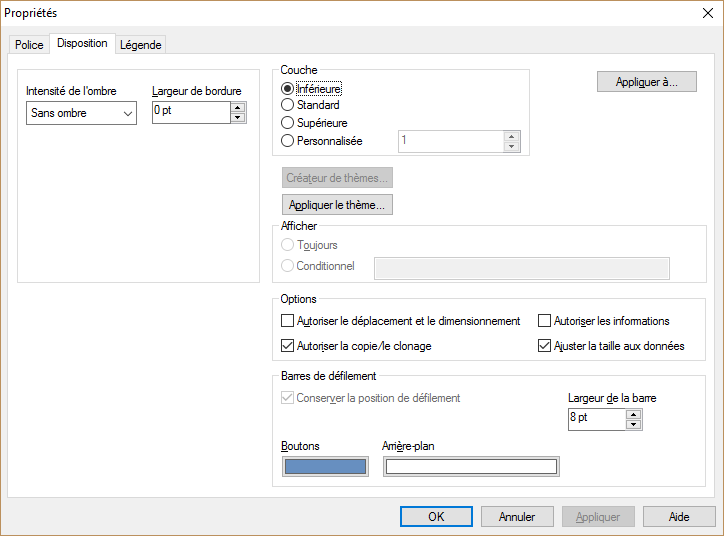 Propriétés
Police
Disposition
Légende
Intensité de l'ombre
Largeur de bordure
Sans ombre
0 pt
Couche
Inférieure
Standard
Supérieure
Personnalisée
1
Appliquer à...
Créateur de thèmes...
Appliquer le thème...
Afficher
Toujours
Conditionnel
Options
Autoriser le déplacement et le dimensionnement
Autoriser les informations
Autoriser la copie/le clonage
Ajuster la taille aux données
Barres de défilement
Conserver la position de défilement
Largeur de la barre
8 pt
Boutons
Arrière-plan
OK
Annuler
Appliquer
Aide